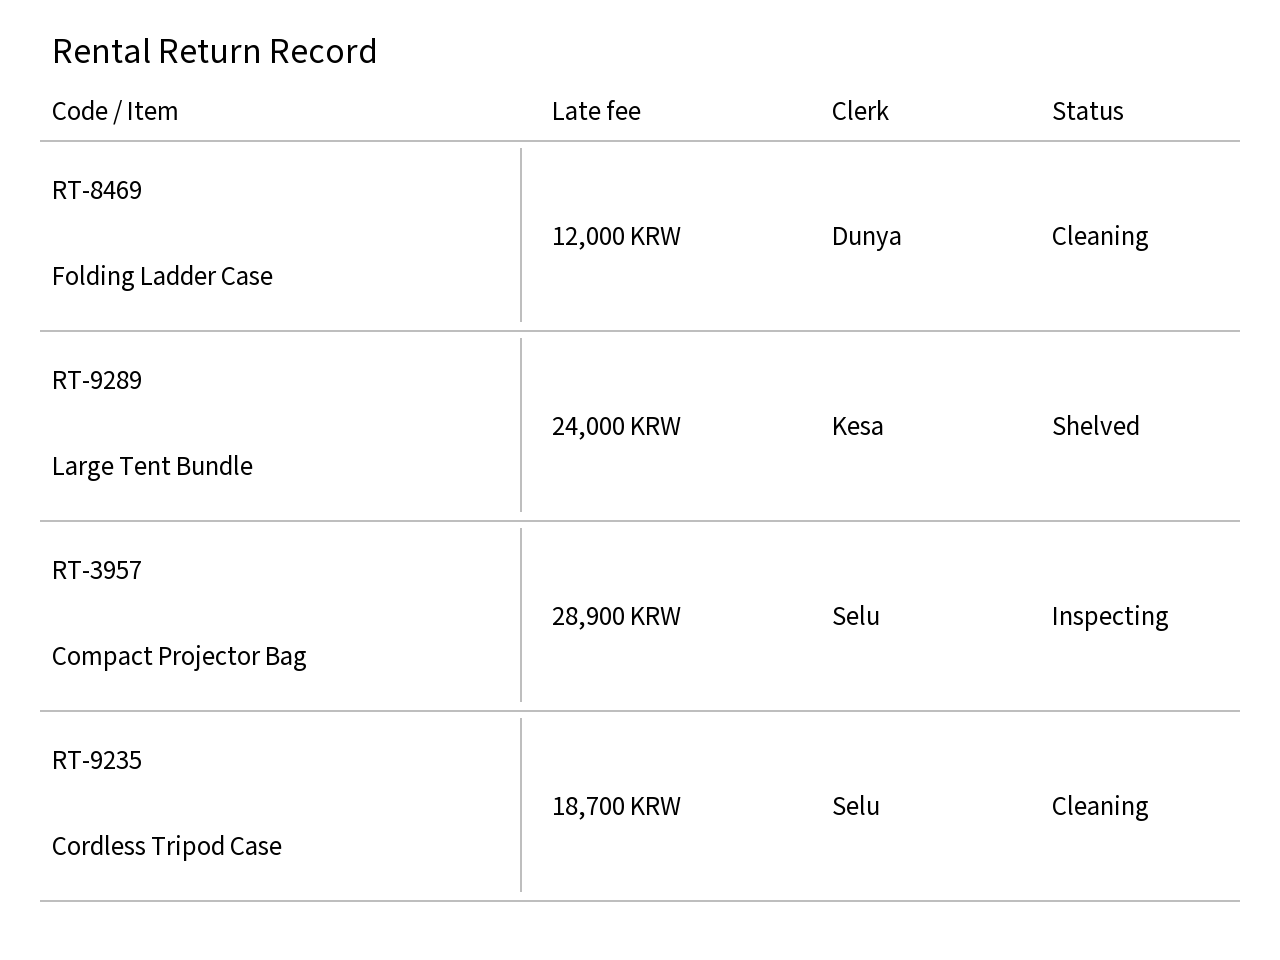 Rental Return Record
Code / Item Late fee Clerk Status
RT-8469
Folding Ladder Case
12,000 KRW Dunya Cleaning
RT-9289
Large Tent Bundle
24,000 KRW Kesa Shelved
RT-3957
Compact Projector Bag
28,900 KRW Selu Inspecting
RT-9235
Cordless Tripod Case
18,700 KRW Selu Cleaning